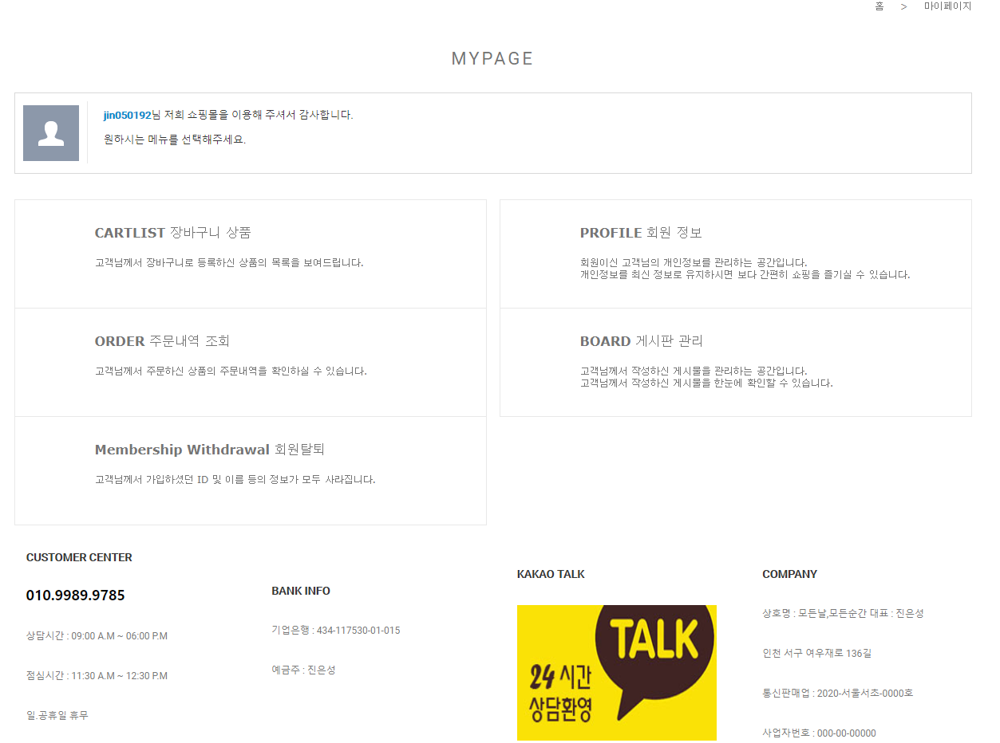 홈 > 마이페이지
MYPAGE
jin050192님 저희 쇼핑몰을 이용해 주셔서 감사합니다.
원하시는 메뉴를 선택해주세요.
CARTLIST 장바구니 상품
고객님께서 장바구니로 등록하신 상품의 목록을 보여드립니다.
PROFILE 회원 정보
회원이신 고객님의 개인정보를 관리하는 공간입니다.
개인정보를 최신 정보로 유지하시면 보다 간편히 쇼핑을 즐기실 수 있습니다.
ORDER 주문내역 조회
고객님께서 주문하신 상품의 주문내역을 확인하실 수 있습니다.
BOARD 게시판 관리
고객님께서 작성하신 게시물을 관리하는 공간입니다.
고객님께서 작성하신 게시물을 한눈에 확인할 수 있습니다.
Membership Withdrawal 회원탈퇴
고객님께서 가입하셨던 ID 및 이름 등의 정보가 모두 사라집니다.
CUSTOMER CENTER
010.9989.9785
상담시간 : 09:00 A.M ~ 06:00 P.M
점심시간 : 11:30 A.M ~ 12:30 P.M
일.공휴일 휴무
BANK INFO
기업은행 : 434-117530-01-015
예금주 : 진은성
KAKAO TALK
TALK
24 시간
상담환영
COMPANY
상호명 : 모든날,모든순간 대표 : 진은성
인천 서구 여우재로 136길
통신판매업 : 2020-서울서초-0000호
사업자번호 : 000-00-00000